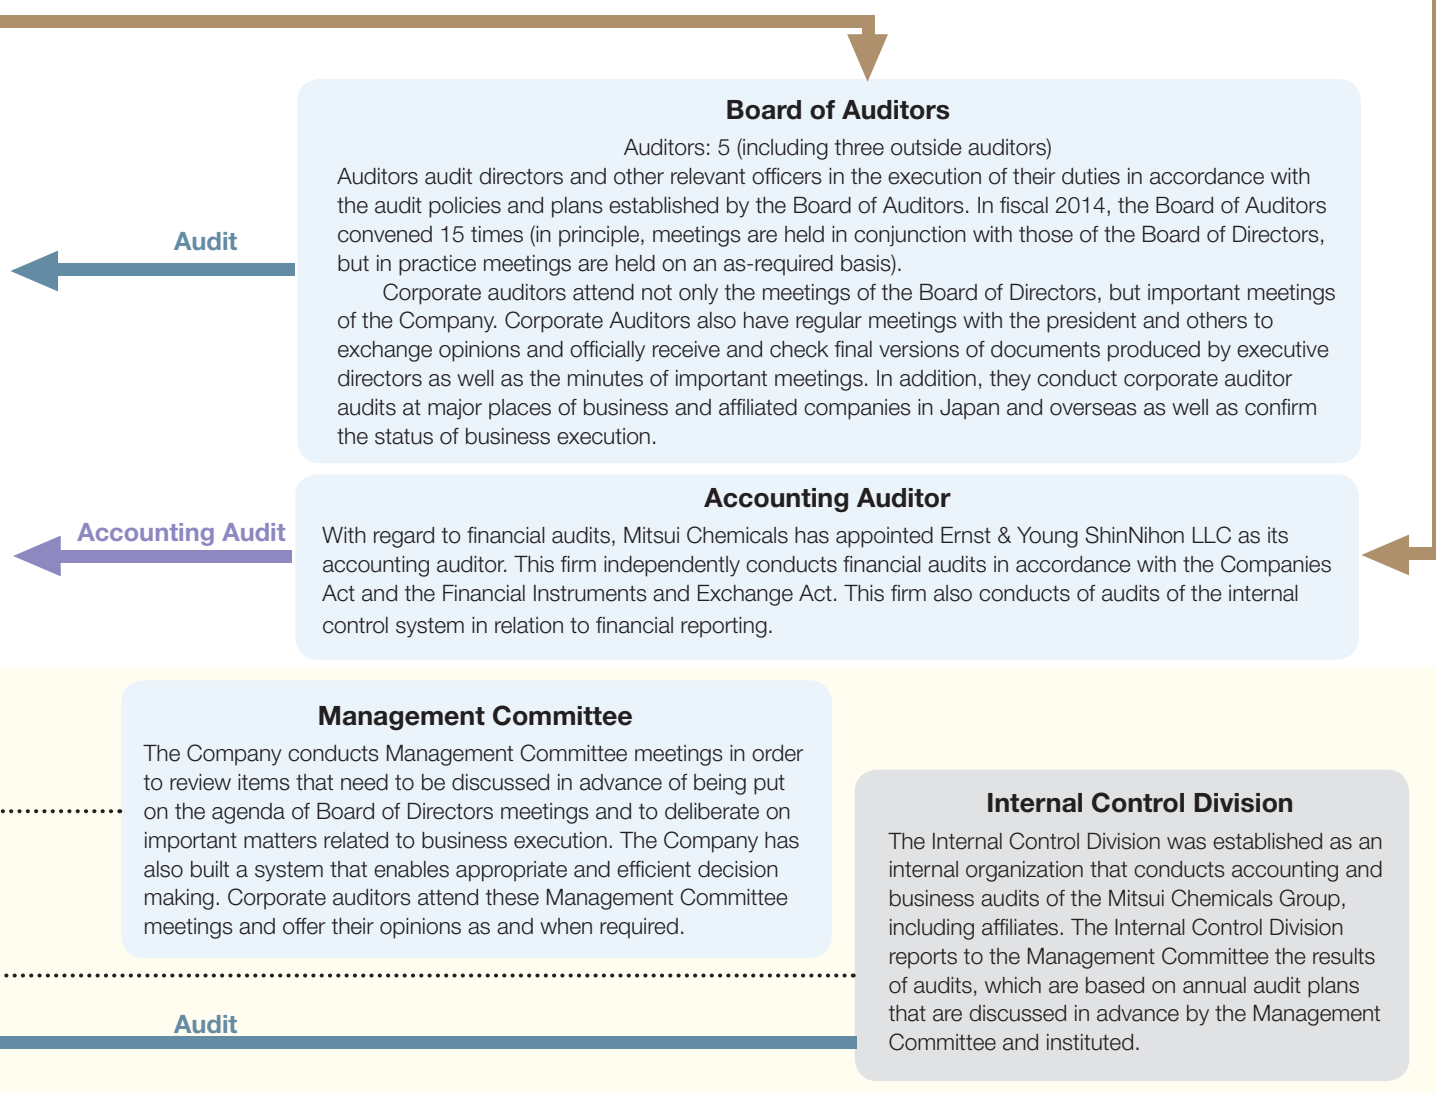 Board of Auditors
Auditors: 5 (including three outside auditors)
Auditors audit directors and other relevant officers in the execution of their duties in accordance with
the audit policies and plans established by the Board of Auditors. In fiscal 2014, the Board of Auditors
convened 15 times (in principle, meetings are held in conjunction with those of the Board of Directors,
but in practice meetings are held on an as-required basis).
Corporate auditors attend not only the meetings of the Board of Directors, but important meetings
of the Company. Corporate Auditors also have regular meetings with the president and others to
exchange opinions and officially receive and check final versions of documents produced by executive
directors as well as the minutes of important meetings. In addition, they conduct corporate auditor
audits at major places of business and affiliated companies in Japan and overseas as well as confirm
the status of business execution.
Audit
Accounting Auditor
With regard to financial audits, Mitsui Chemicals has appointed Ernst & Young ShinNihon LLC as its
accounting auditor. This firm independently conducts financial audits in accordance with the Companies
Act and the Financial Instruments and Exchange Act. This firm also conducts of audits of the internal
control system in relation to financial reporting.
Accounting Audit
Management Committee
The Company conducts Management Committee meetings in order
to review items that need to be discussed in advance of being put
on the agenda of Board of Directors meetings and to deliberate on
important matters related to business execution. The Company has
also built a system that enables appropriate and efficient decision
making. Corporate auditors attend these Management Committee
meetings and offer their opinions as and when required.
Internal Control Division
The Internal Control Division was established as an
internal organization that conducts accounting and
business audits of the Mitsui Chemicals Group,
including affiliates. The Internal Control Division
reports to the Management Committee the results
of audits, which are based on annual audit plans
that are discussed in advance by the Management
Committee and instituted.
Audit